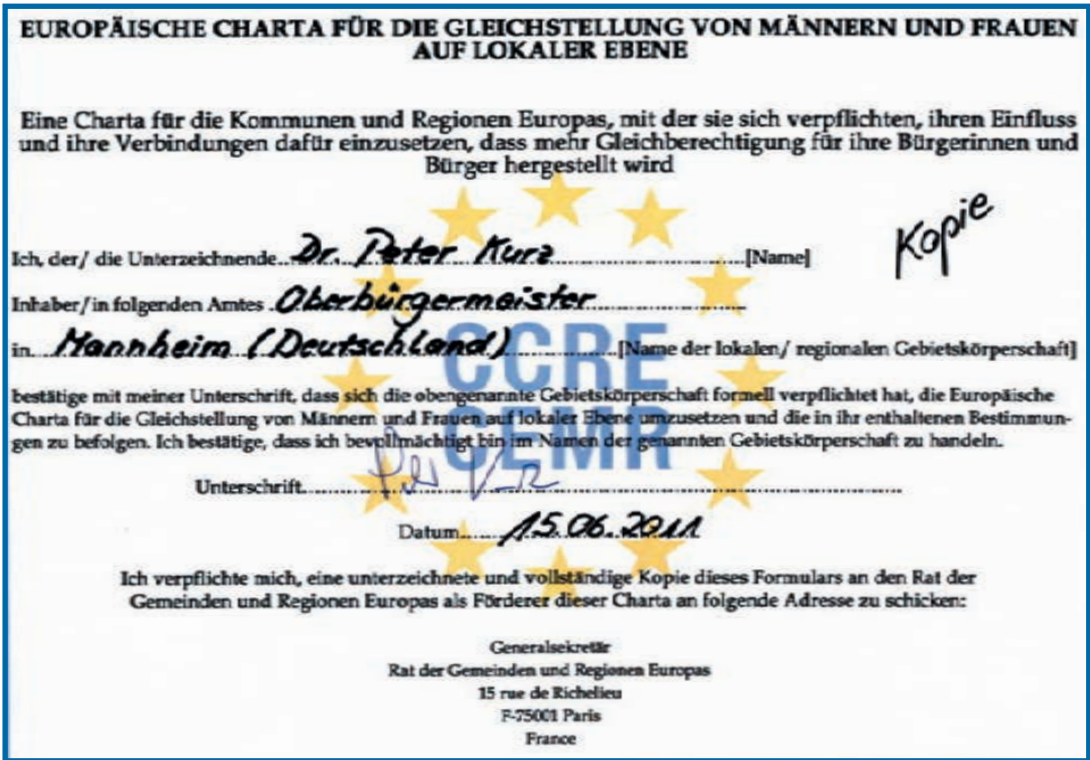 EUROPÄISCHE CHARTA FÜR DIE GLEICHSTELLUNG VON MÄNNERN UND FRAUEN
AUF LOKALER EBENE
Eine Charta für die Kommunen und Regionen Europas, mit der sie sich verpflichten, ihren Einfluss
und ihre Verbindungen dafür einzusetzen, dass mehr Gleichberechtigung für ihre Bürgerinnen und
Bürger hergestellt wird
Kopie
Ich, der/ die Unterzeichnende Dr. Peter Kurz [Name]
Inhaber/in folgenden Amtes Oberbürgermeister
in Mannheim (Deutschland) [Name der lokalen/ regionalen Gebietskörperschaft]
CCRE
bestätige mit meiner Unterschrift, dass sich die obengenannte Gebietskörperschaft formell verpflichtet hat, die Europäische
Charta für die Gleichstellung von Männern und Frauen auf lokaler Ebene umzusetzen und die in ihr enthaltenen Bestimmun-
gen zu befolgen. Ich bestätige, dass ich bevollmächtigt bin im Namen der genannten Gebietskörperschaft zu handeln.
CEMR
Unterschrift
Datum 15.06.2011
Ich verpflichte mich, eine unterzeichnete und vollständige Kopie dieses Formulars an den Rat der
Gemeinden und Regionen Europas als Förderer dieser Charta an folgende Adresse zu schicken:
Generalsekretär
Rat der Gemeinden und Regionen Europas
15 rue de Richelieu
F-75001 Paris
France